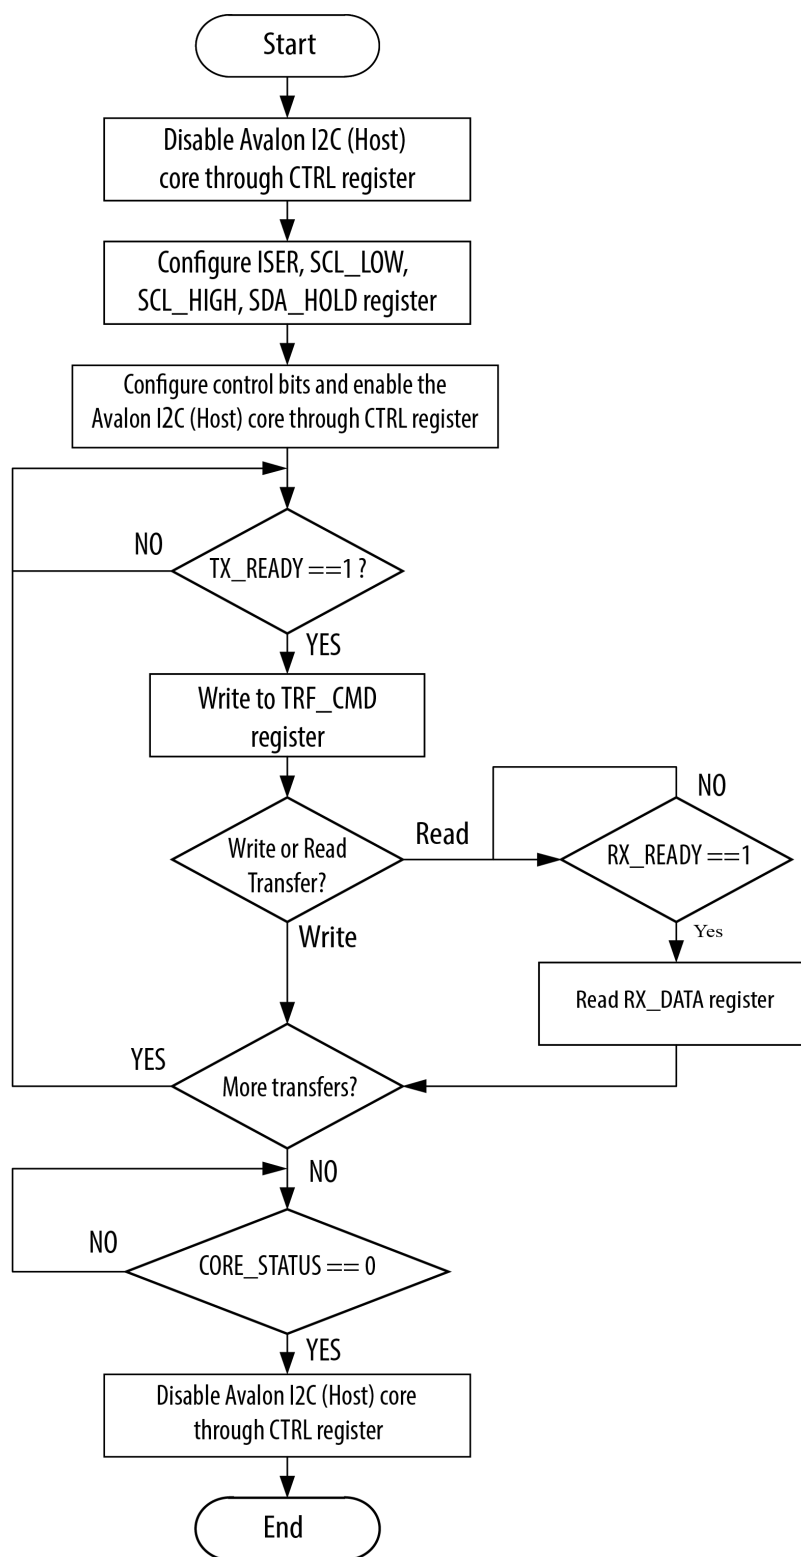 Start
Disable Avalon I2C (Host)
core through CTRL register
Configure ISER, SCL_LOW,
SCL_HIGH, SDA_HOLD register
Configure control bits and enable the
Avalon I2C (Host) core through CTRL register
NO
TX_READY ==1 ?
YES
Write to TRF_CMD
register
Write or Read
Transfer?
Read
NO
RX_READY ==1
Yes
Read RX_DATA register
Write
YES
More transfers?
NO
NO
CORE_STATUS == 0
YES
Disable Avalon I2C (Host) core
through CTRL register
End